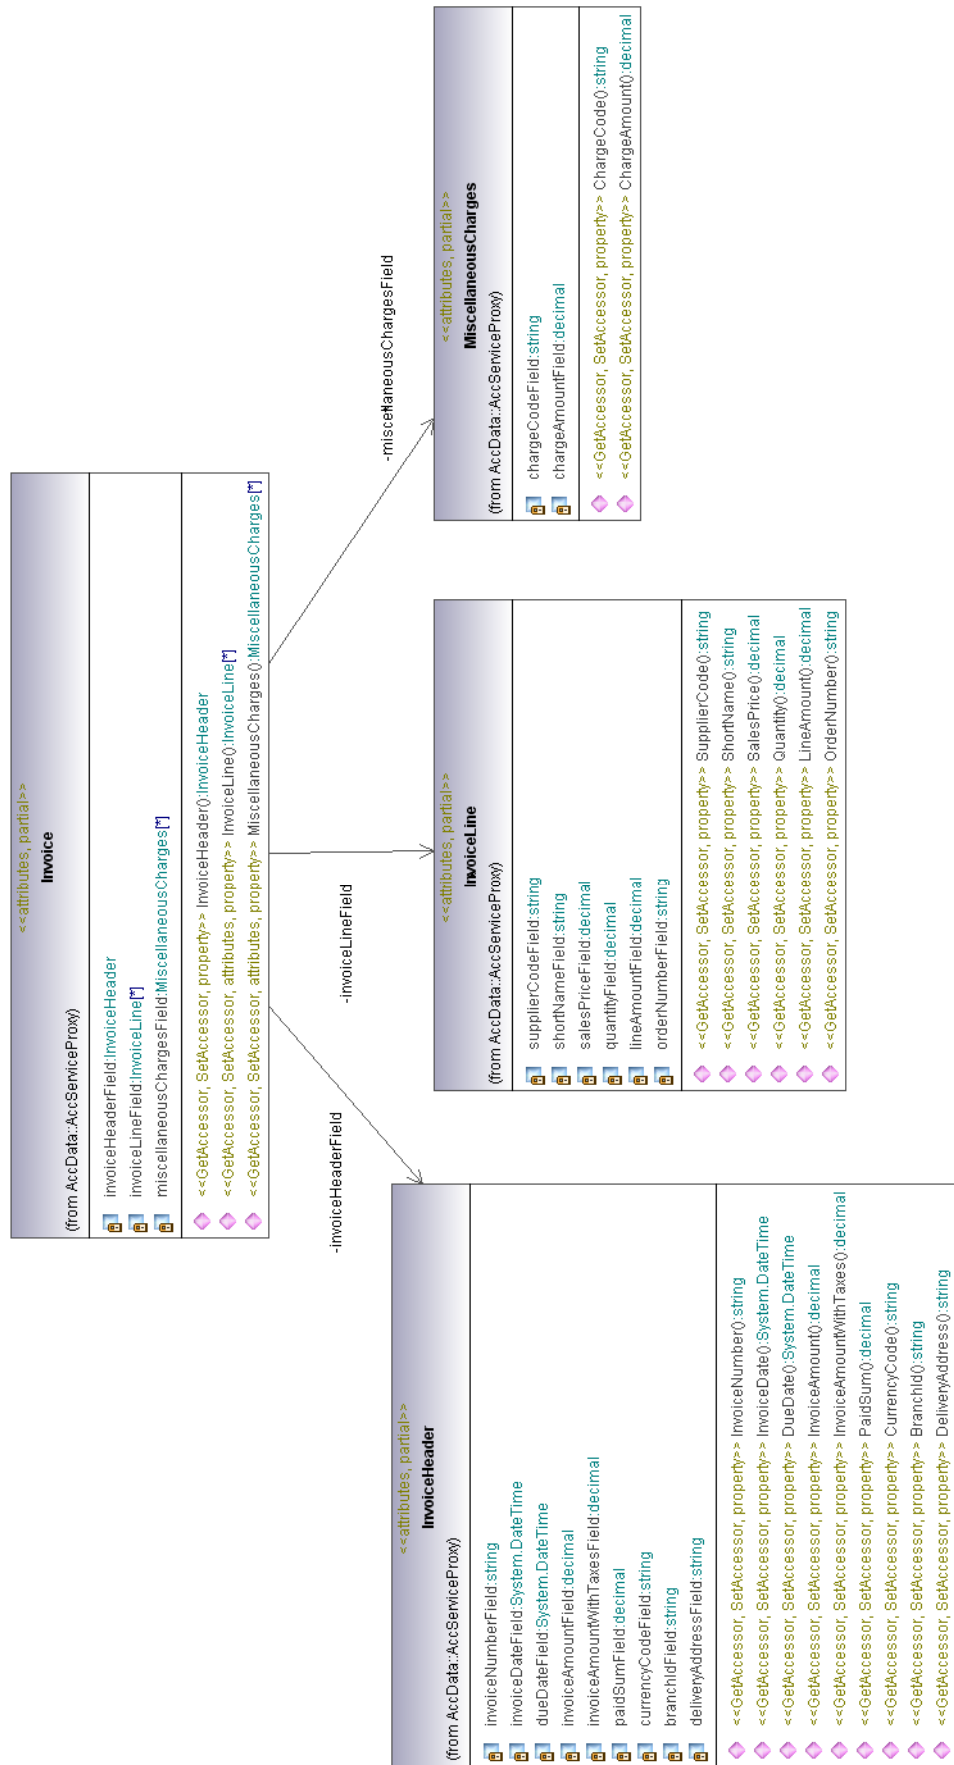 <<attributes, partial>>
Invoice
(from AccData::AccServiceProxy)
invoiceHeaderField:InvoiceHeader
invoiceLineField:InvoiceLine[*]
miscellaneousChargesField:MiscellaneousCharges[*]
<<GetAccessor, SetAccessor, property>> InvoiceHeader():InvoiceHeader
<<GetAccessor, SetAccessor, attributes, property>> InvoiceLine():InvoiceLine[*]
<<GetAccessor, SetAccessor, attributes, property>> MiscellaneousCharges():MiscellaneousCharges[*]
-invoiceHeaderField
-invoiceLineField
-miscellaneousChargesField
<<attributes, partial>>
InvoiceHeader
(from AccData::AccServiceProxy)
invoiceNumberField:string
invoiceDateField:System.DateTime
dueDateField:System.DateTime
invoiceAmountField:decimal
invoiceAmountWithTaxesField:decimal
paidSumField:decimal
currencyCodeField:string
branchIdField:string
deliveryAddressField:string
<<GetAccessor, SetAccessor, property>> InvoiceNumber():string
<<GetAccessor, SetAccessor, property>> InvoiceDate():System.DateTime
<<GetAccessor, SetAccessor, property>> DueDate():System.DateTime
<<GetAccessor, SetAccessor, property>> InvoiceAmount():decimal
<<GetAccessor, SetAccessor, property>> InvoiceAmountWithTaxes():decimal
<<GetAccessor, SetAccessor, property>> PaidSum():decimal
<<GetAccessor, SetAccessor, property>> CurrencyCode():string
<<GetAccessor, SetAccessor, property>> BranchId():string
<<GetAccessor, SetAccessor, property>> DeliveryAddress():string
<<attributes, partial>>
InvoiceLine
(from AccData::AccServiceProxy)
supplierCodeField:string
shortNameField:string
salesPriceField:decimal
quantityField:decimal
lineAmountField:decimal
orderNumberField:string
<<GetAccessor, SetAccessor, property>> SupplierCode():string
<<GetAccessor, SetAccessor, property>> ShortName():string
<<GetAccessor, SetAccessor, property>> SalesPrice():decimal
<<GetAccessor, SetAccessor, property>> Quantity():decimal
<<GetAccessor, SetAccessor, property>> LineAmount():decimal
<<GetAccessor, SetAccessor, property>> OrderNumber():string
<<attributes, partial>>
MiscellaneousCharges
(from AccData::AccServiceProxy)
chargeCodeField:string
chargeAmountField:decimal
<<GetAccessor, SetAccessor, property>> ChargeCode():string
<<GetAccessor, SetAccessor, property>> ChargeAmount():decimal